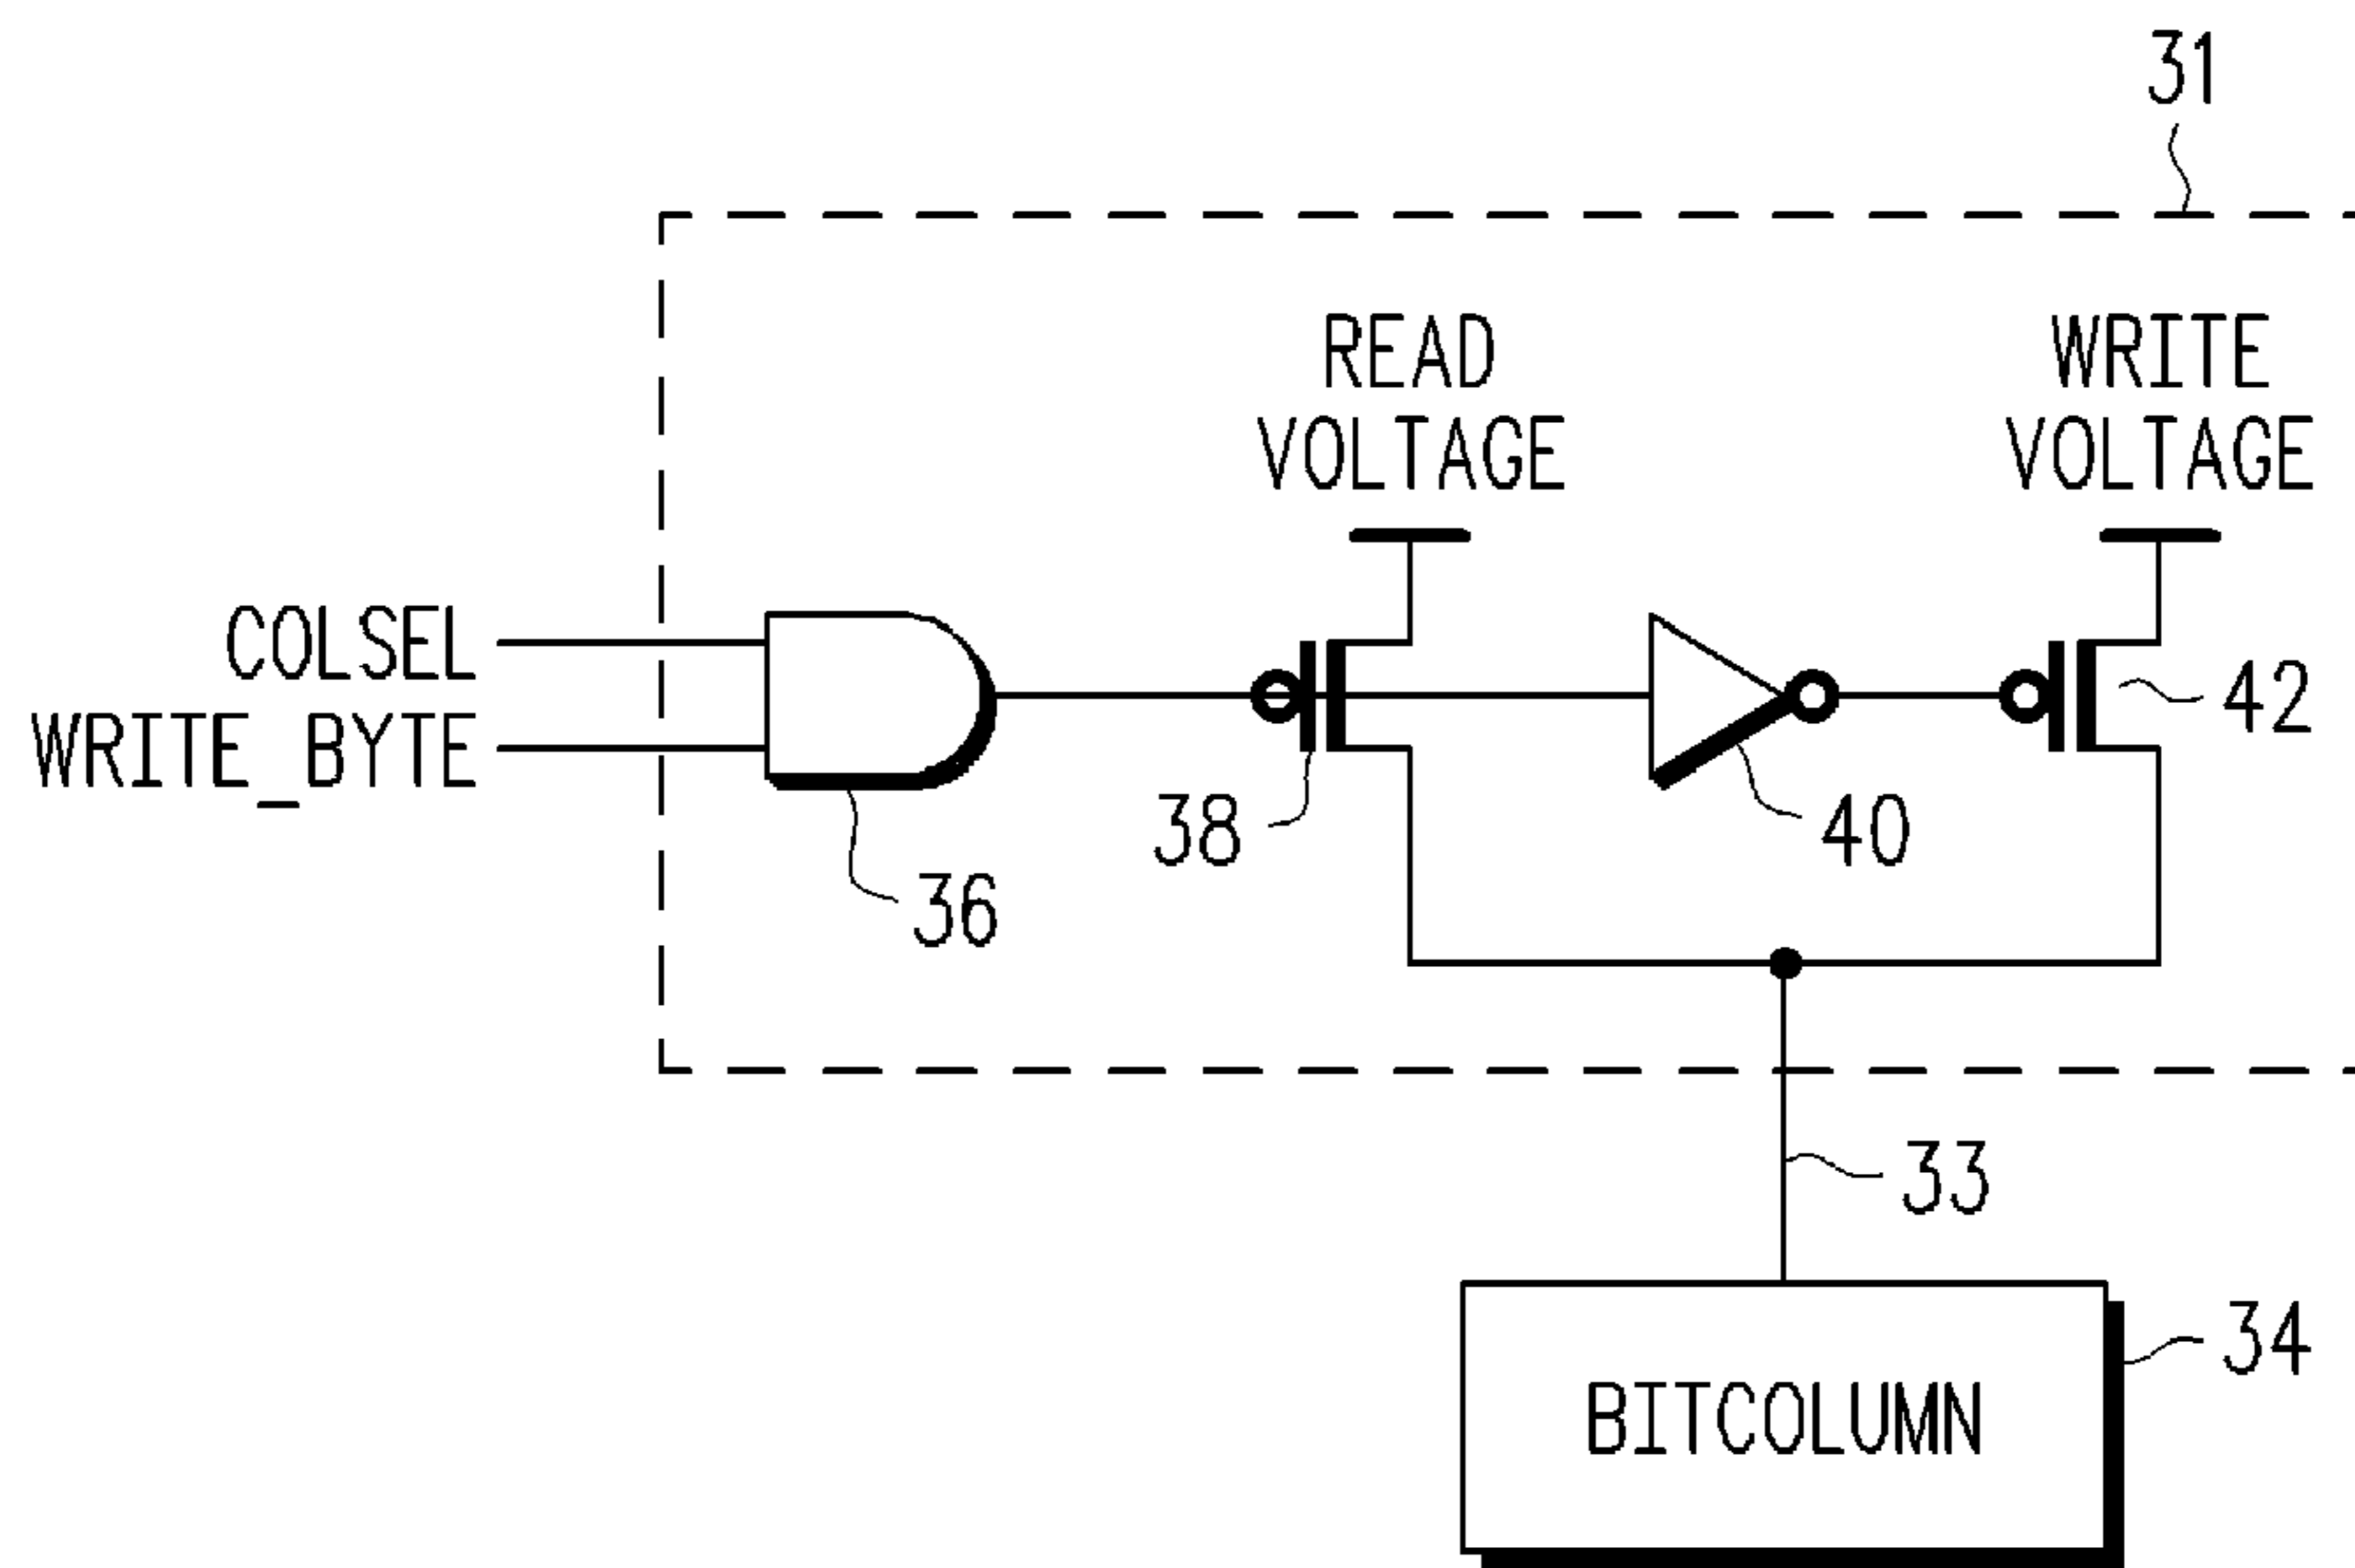 31
READ
VOLTAGE
WRITE
VOLTAGE
COLSEL
WRITE_BYTE
42
38
40
36
33
34
BITCOLUMN